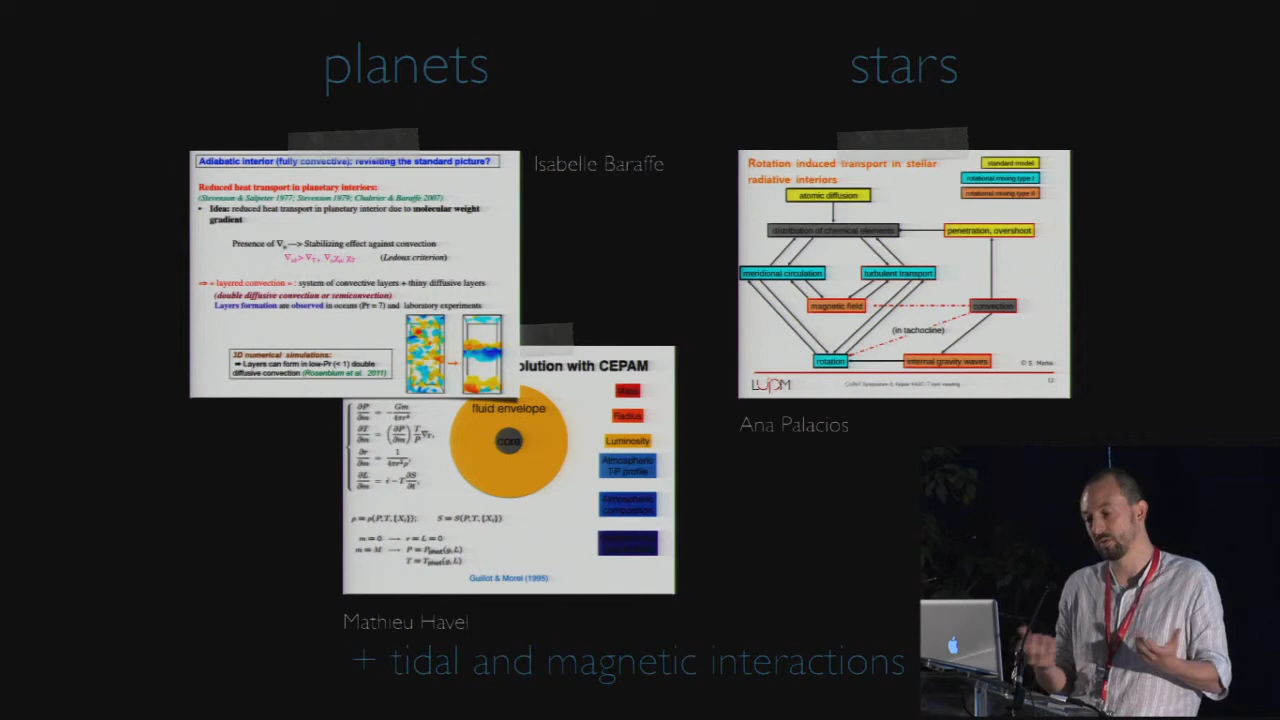 planets
stars
Adiabatic interior (fully convective): revisiting the standard picture?
Isabelle Baraffe
Reduced heat transport in planetary interiors:
(Stevenson & Salpeter 1977; Stevenson 1979; Chabrier & Baraffe 2007)
• Idea: reduced heat transport in planetary interior due to molecular weight
gradient
Presence of ∇μ —> Stabilizing effect against convection
(Ledoux criterion)
⇒ « layered convection » : system of convective layers + thiny diffusive layers
(double diffusive convection or semiconvection)
Layers formation are observed in oceans (Pr = 7) and laboratory experiments
3D numerical simulations:
➡ Layers can form in low-Pr (< 1) double
diffusive convection (Rosenblum et al. 2011)
olution with CEPAM
fluid envelope
core
Mass
Radius
Luminosity
Atmospheric
T-P profile
Atmospheric
composition
∂P/∂m = - Gm/4πr⁴
∂T/∂m = (∂P/∂m) T/P ∇T,
∂r/∂m = 1/4πr²ρ,
∂L/∂m = ε̇ - T ∂S/∂t,
ρ = ρ(P,T,{Xi}); S = S(P,T,{Xi})
m = 0 → r = L = 0
m = M → P = (g,L)
T = (g,L)
Guillot & Morel (1995)
Mathieu Havel
Rotation induced transport in stellar
radiative interiors
standard model
rotational mixing type I
rotational mixing type II
atomic diffusion
distribution of chemical elements
penetration, overshoot
meridional circulation
turbulent transport
magnetic field
convection
(in tachocline)
rotation
internal gravity waves
LUPM
12
Ana Palacios
+ tidal and magnetic interactions